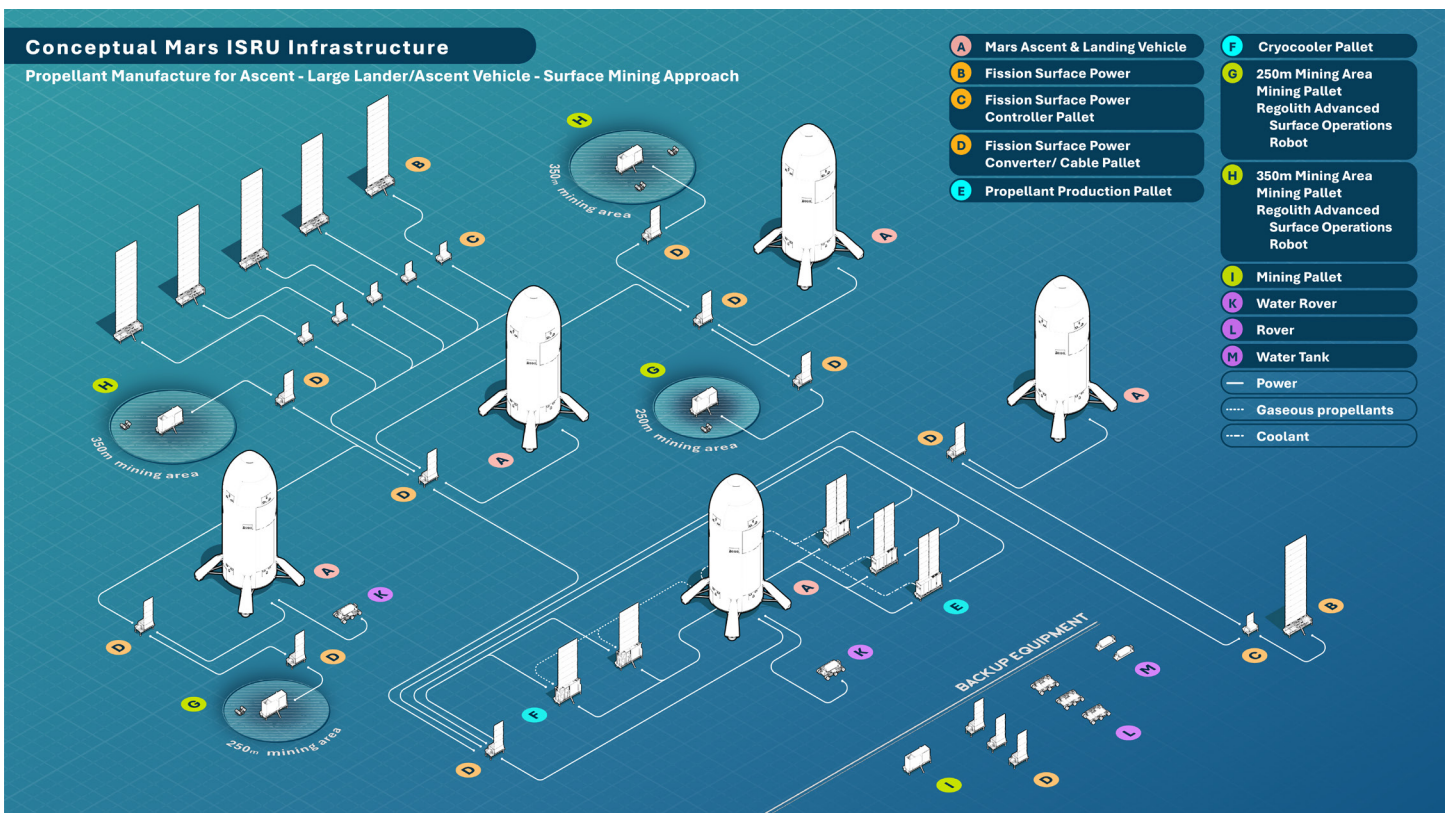 Conceptual Mars ISRU Infrastructure
Propellant Manufacture for Ascent - Large Lander/Ascent Vehicle - Surface Mining Approach
A Mars Ascent & Landing Vehicle
B Fission Surface Power
C Fission Surface Power
Controller Pallet
D Fission Surface Power
Converter/ Cable Pallet
E Propellant Production Pallet
F Cryocooler Pallet
G 250m Mining Area
Mining Pallet
Regolith Advanced
Surface Operations
Robot
H 350m Mining Area
Mining Pallet
Regolith Advanced
Surface Operations
Robot
I Mining Pallet
K Water Rover
L Rover
M Water Tank
Power
Gaseous propellants
Coolant
B
H
350m mining area
C
D
A
D
H
D
G
D
350m mining area
250m mining area
A
A
D
D
A
K
A
B
D
D
E
C
K
BACKUP EQUIPMENT
M
G
F
250m mining area
L
D
I
D